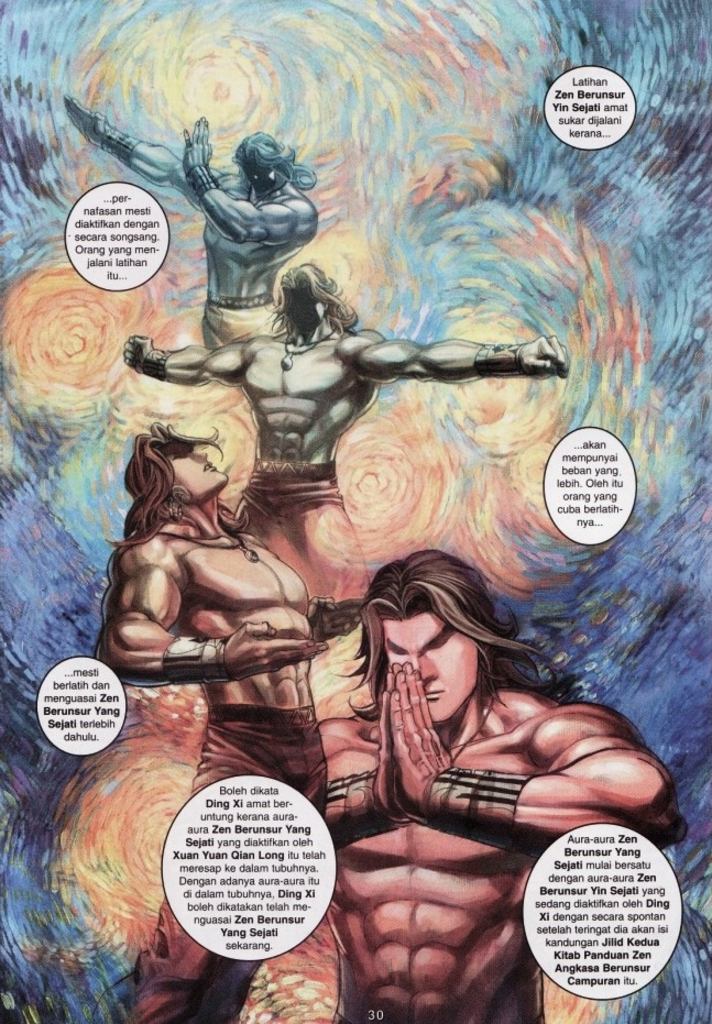 Latihan
Zen Berunsur
Yin Sejati amat
sukar dijalani
kerana...
...per-
nafasan mesti
diaktifkan dengan
secara songsang.
Orang yang men-
jalani latihan
itu...
...akan
mempunyai
beban yang
lebih. Oleh itu
orang yang
cuba berlatih-
nya...
...mesti
berlatih dan
menguasai Zen
Berunsur Yang
Sejati terlebih
dahulu.
Boleh dikata
Ding Xi amat ber-
untung kerana aura-
aura Zen Berunsur Yang
Sejati yang diaktifkan oleh
Xuan Yuan Qian Long itu telah
meresap ke dalam tubuhnya.
Dengan adanya aura-aura itu
di dalam tubuhnya, Ding Xi
boleh dikatakan telah me-
nguasai Zen Berunsur
Yang Sejati
sekarang.
Aura-aura Zen
Berunsur Yang
Sejati mulai bersatu
dengan aura-aura Zen
Berunsur Yin Sejati yang
sedang diaktifkan oleh Ding
Xi dengan secara spontan
setelah teringat dia akan isi
kandungan Jilid Kedua
Kitab Panduan Zen
Angkasa Berunsur
Campuran itu.
30